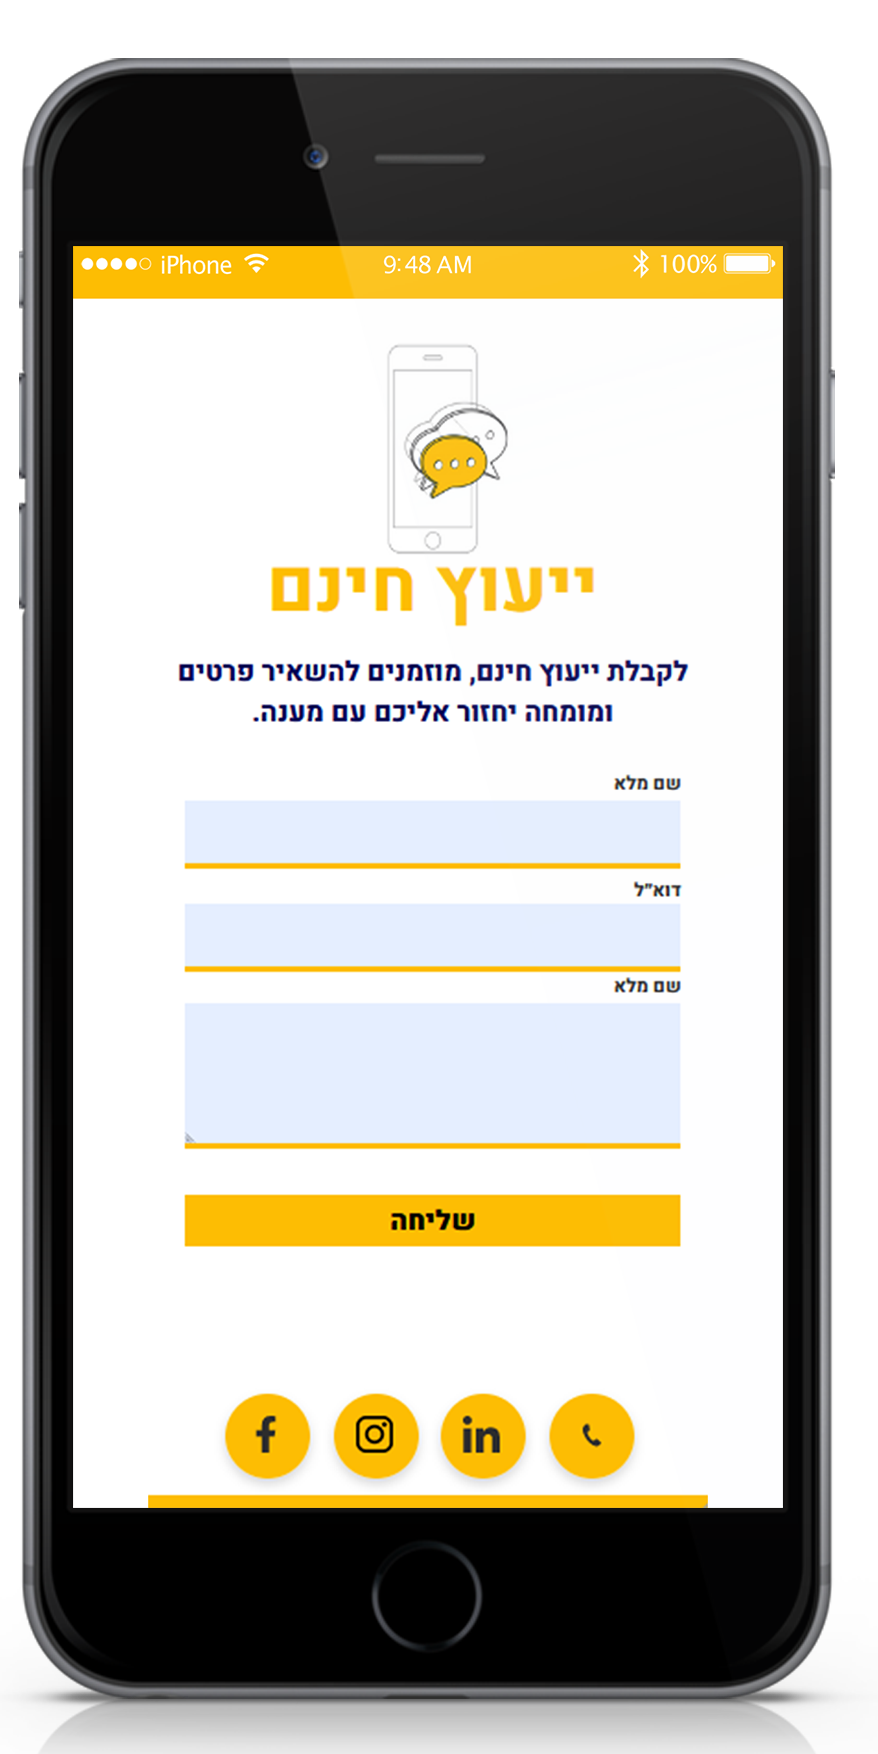 iPhone 9:48 AM 100%
ייעוץ חינם
לקבלת ייעוץ חינם, מוזמנים להשאיר פרטים
ומומחה יחזור אליכם עם מענה.
שם מלא
דוא״ל
שם מלא
שליחה
f in